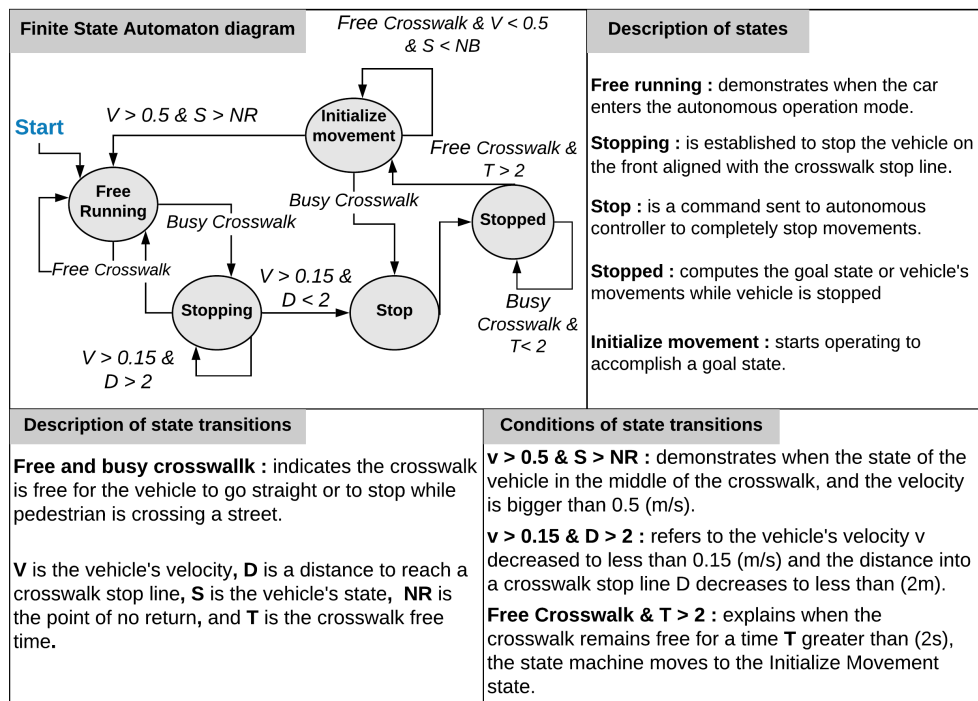 Finite State Automaton diagram
Free Crosswalk & V < 0.5
& S < NB
V > 0.5 & S > NR
Initialize
movement
Start
Free Crosswalk &
T > 2
Free
Running
Busy Crosswalk
Busy Crosswalk
Stopped
Free Crosswalk
V > 0.15 &
D < 2
Stopping
Stop
Busy
Crosswalk &
T< 2
V > 0.15 &
D > 2
Description of states
Free running : demonstrates when the car
enters the autonomous operation mode.
Stopping : is established to stop the vehicle on
the front aligned with the crosswalk stop line.
Stop : is a command sent to autonomous
controller to completely stop movements.
Stopped : computes the goal state or vehicle's
movements while vehicle is stopped
Initialize movement : starts operating to
accomplish a goal state.
Description of state transitions
Free and busy crosswallk : indicates the crosswalk
is free for the vehicle to go straight or to stop while
pedestrian is crossing a street.
V is the vehicle's velocity, D is a distance to reach a
crosswalk stop line, S is the vehicle's state, NR is
the point of no return, and T is the crosswalk free
time.
Conditions of state transitions
v > 0.5 & S > NR : demonstrates when the state of the
vehicle in the middle of the crosswalk, and the velocity
is bigger than 0.5 (m/s).
v > 0.15 & D > 2 : refers to the vehicle's velocity v
decreased to less than 0.15 (m/s) and the distance into
a crosswalk stop line D decreases to less than (2m).
Free Crosswalk & T > 2 : explains when the
crosswalk remains free for a time T greater than (2s),
the state machine moves to the Initialize Movement
state.